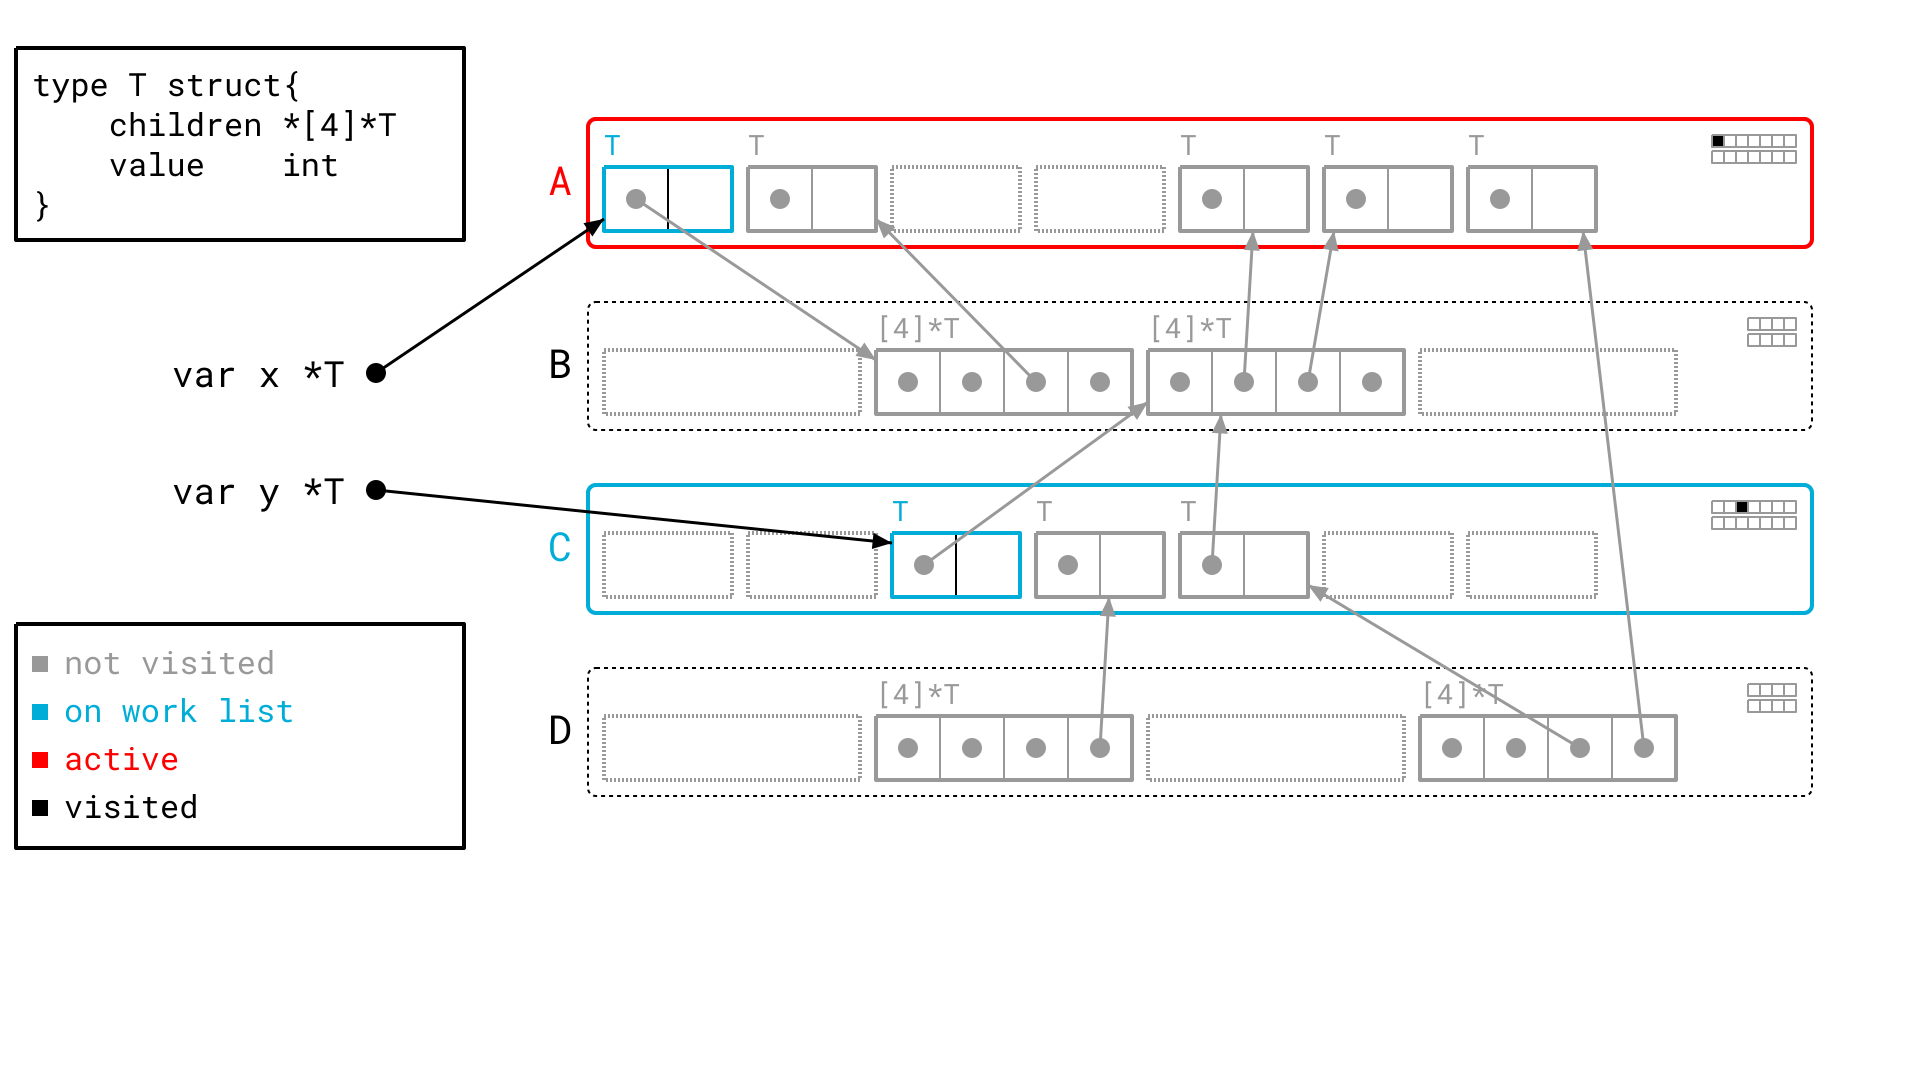 type T struct{
    children *[4]*T
    value    int
}
T T T T T
A
[4]*T [4]*T
B
var x *T
var y *T
T T T
C
not visited
on work list
active
visited
[4]*T [4]*T
D